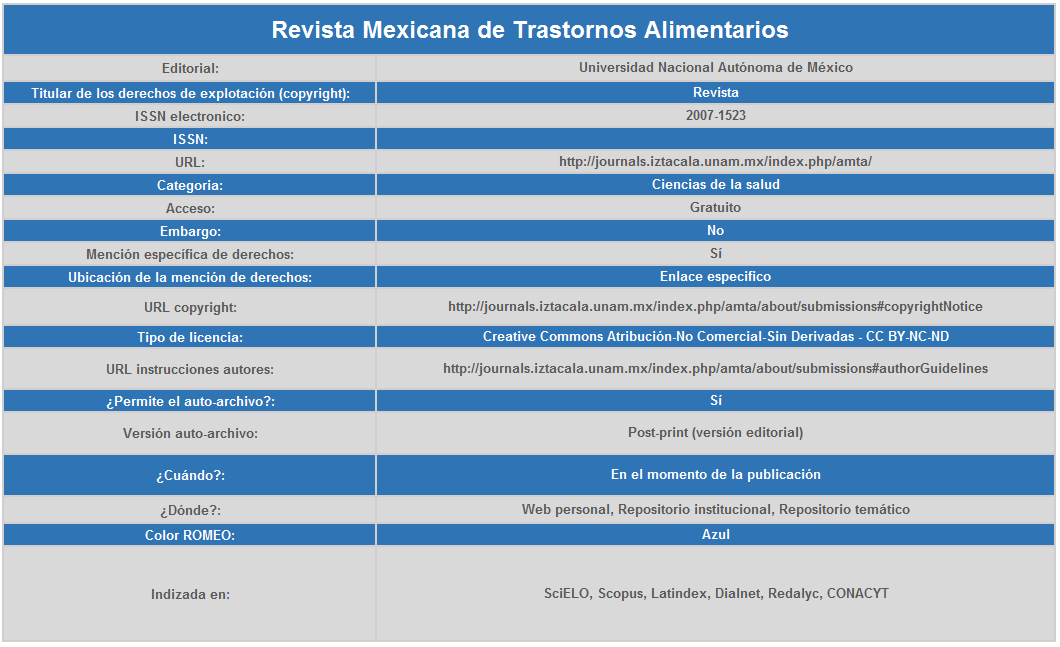 Revista Mexicana de Trastornos Alimentarios
Editorial: Universidad Nacional Autónoma de México
Titular de los derechos de explotación (copyright): Revista
ISSN electronico: 2007-1523
ISSN:
URL: http://journals.iztacala.unam.mx/index.php/amta/
Categoria: Ciencias de la salud
Acceso: Gratuito
Embargo: No
Mención específica de derechos: Sí
Ubicación de la mención de derechos: Enlace especifico
URL copyright: http://journals.iztacala.unam.mx/index.php/amta/about/submissions#copyrightNotice
Tipo de licencia: Creative Commons Atribución-No Comercial-Sin Derivadas - CC BY-NC-ND
URL instrucciones autores: http://journals.iztacala.unam.mx/index.php/amta/about/submissions#authorGuidelines
¿Permite el auto-archivo?: Sí
Versión auto-archivo: Post-print (versión editorial)
¿Cuándo?: En el momento de la publicación
¿Dónde?: Web personal, Repositorio institucional, Repositorio temático
Color ROMEO: Azul
Indizada en: SciELO, Scopus, Latindex, Dialnet, Redalyc, CONACYT